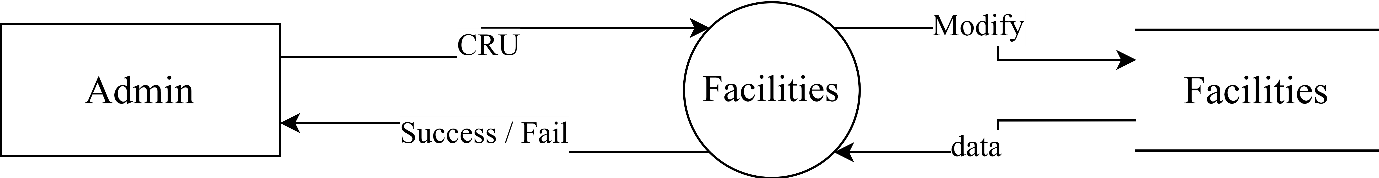 Admin
CRU
Success / Fail
Facilities
Modify
data
Facilities